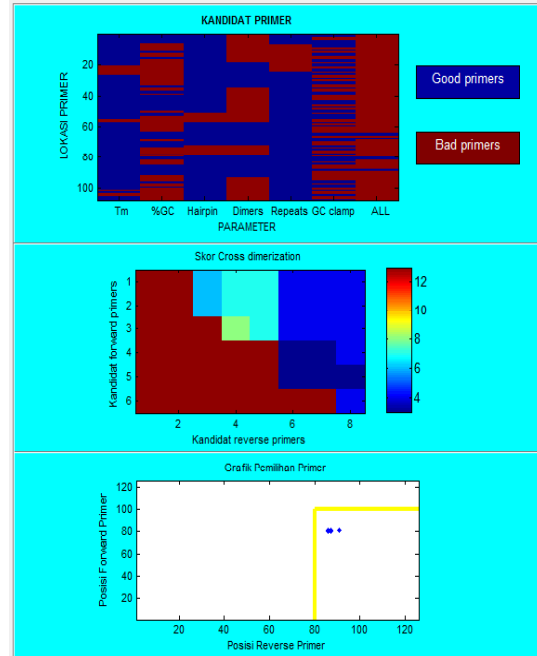 KANDIDAT PRIMER
LOKASI PRIMER
20
40
60
80
100
Tm %GC Hairpin Dimers Repeats GC clamp ALL
PARAMETER
Good primers
Bad primers
Skor Cross dimerization
Kandidat forward primers
1
2
3
4
5
6
2 4 6 8
Kandidat reverse primers
12
10
8
6
4
Grafik Pemilihan Primer
Posisi Forward Primer
120
100
80
60
40
20
20 40 60 80 100 120
Posisi Reverse Primer